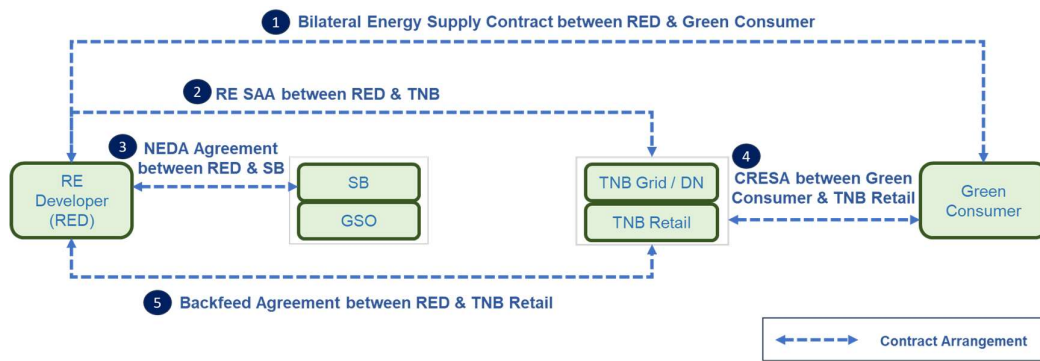 1 Bilateral Energy Supply Contract between RED & Green Consumer
2 RE SAA between RED & TNB
3 NEDA Agreement
between RED & SB
4
CRESA between Green
Consumer & TNB Retail
RE
Developer
(RED)
SB
GSO
TNB Grid / DN
TNB Retail
Green
Consumer
5 Backfeed Agreement between RED & TNB Retail
Contract Arrangement